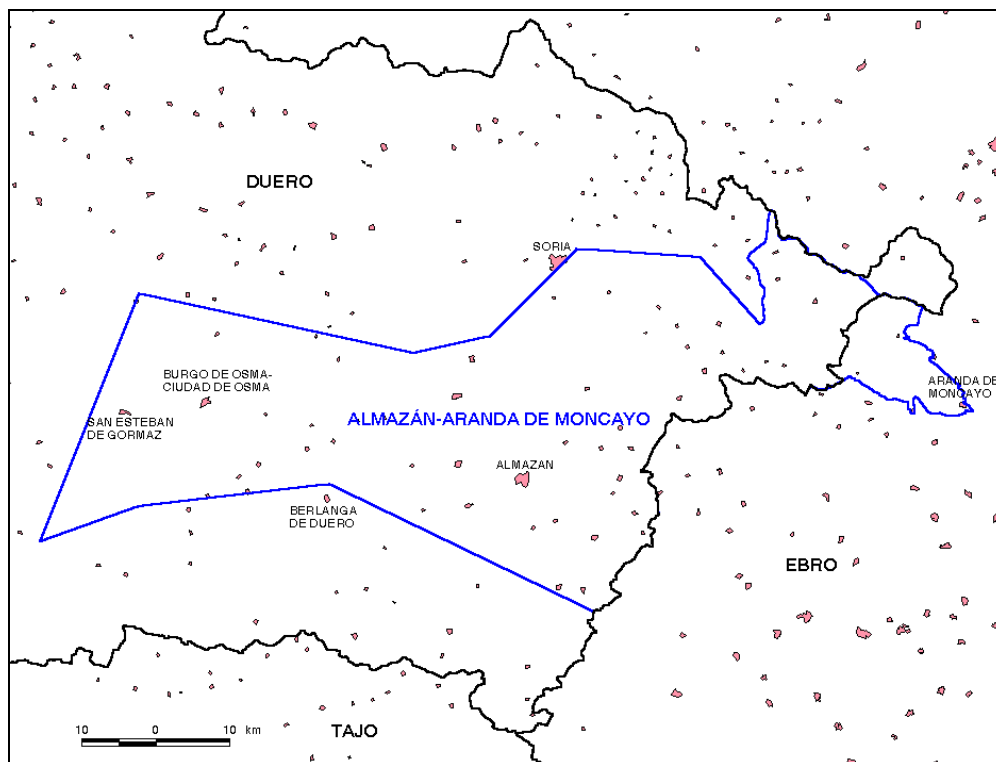 DUERO
SORIA
BURGO DE OSMA-
CIUDAD DE OSMA
ARANDA DE
MONCAYO
SAN ESTEBAN
DE GORMAZ
ALMAZÁN-ARANDA DE MONCAYO
ALMAZAN
BERLANGA
DE DUERO
EBRO
TAJO
10 0 10 km